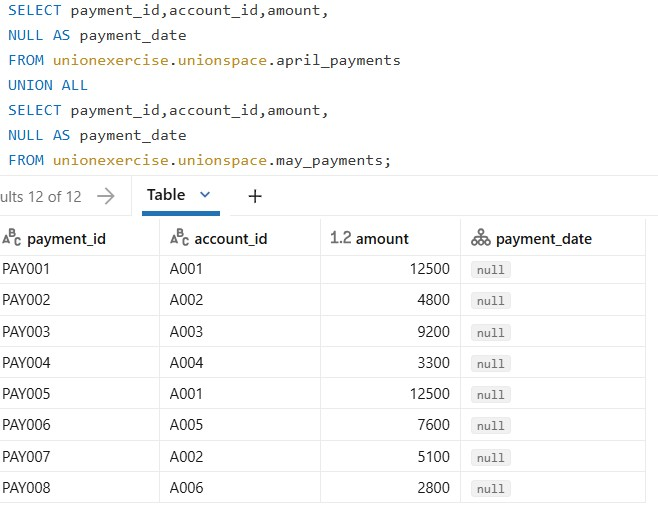 SELECT payment_id,account_id,amount,
NULL AS payment_date
FROM unionexercise.unionspace.april_payments
UNION ALL
SELECT payment_id,account_id,amount,
NULL AS payment_date
FROM unionexercise.unionspace.may_payments;
ults 12 of 12 → Table +
ABC payment_id ABC account_id 1.2 amount payment_date
PAY001 A001 12500 null
PAY002 A002 4800 null
PAY003 A003 9200 null
PAY004 A004 3300 null
PAY005 A001 12500 null
PAY006 A005 7600 null
PAY007 A002 5100 null
PAY008 A006 2800 null